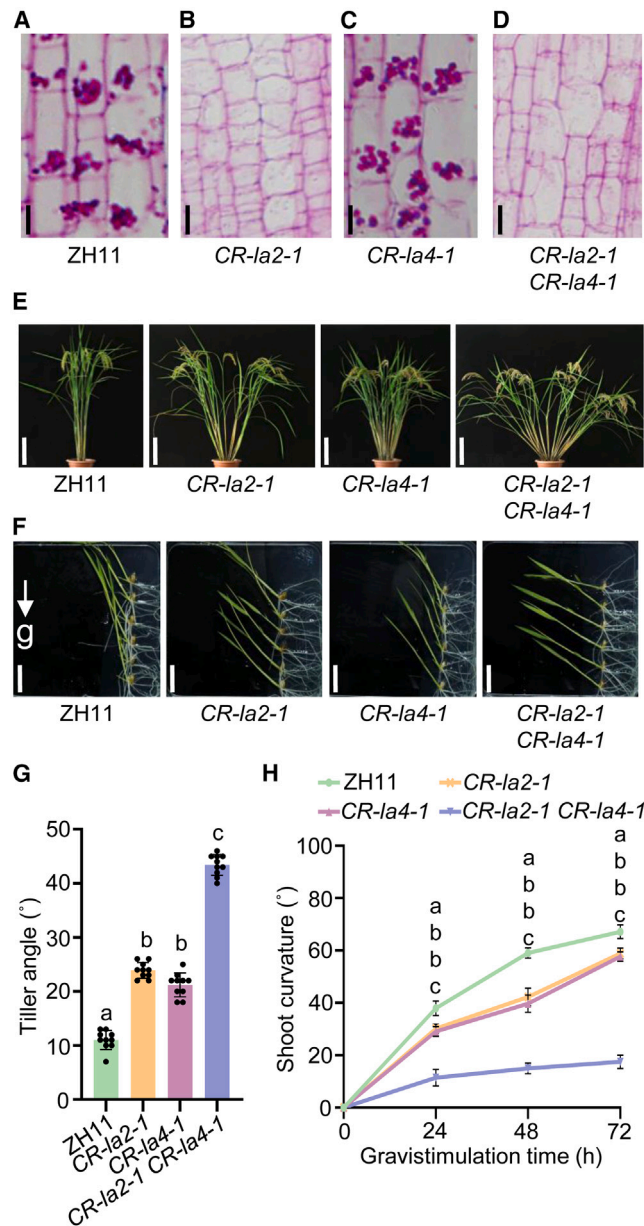 A B C D
ZH11 CR-la2-1 CR-la4-1 CR-la2-1
CR-la4-1
E
ZH11 CR-la2-1 CR-la4-1 CR-la2-1
CR-la4-1
F
g
ZH11 CR-la2-1 CR-la4-1 CR-la2-1
CR-la4-1
G
Tiller angle (°)
50
40
30
20
10
0
a
b
b
c
ZH11
CR-la2-1
CR-la4-1
CR-la2-1 CR-la4-1
H
ZH11 CR-la2-1
CR-la4-1 CR-la2-1 CR-la4-1
Shoot curvature (°)
100
80
60
40
20
0
a
b
b
c
a
b
b
c
a
b
b
c
0 24 48 72
Gravistimulation time (h)